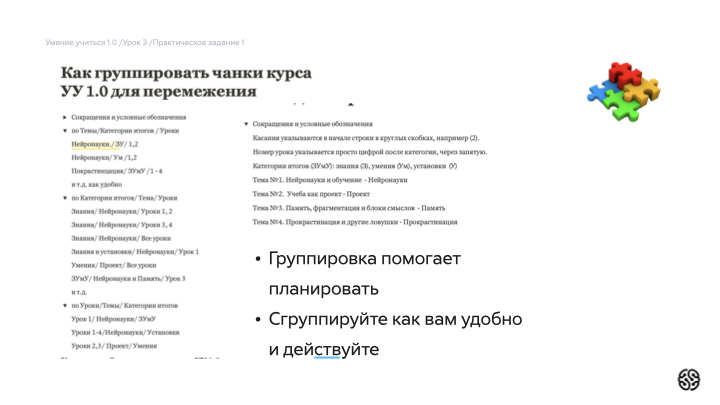 Умение учиться 1.0 /Урок 3 /Практическое задание 1
Как группировать чанки курса
УУ 1.0 для перемежения
Сокращения и условные обозначения
по Темы/Категории итогов / Уроки
Нейронауки./ ЗУ/ 1,2
Нейронауки/ Ум /1,2
Покрастинцация/ ЗУмУ /1 - 4
и т.д. как удобно
по Категории итогов/ Тема/ Уроки
Знания/ Нейронауки/ Уроки 1, 2
Знания/ Нейронауки/ Уроки 3, 4
Знания/ Нейронауки/ Все уроки
Знания и установки/ Нейронауки/ Урок 1
Умения/ Проект/ Все уроки
ЗУмУ/ Нейронауки и Память/ Урок 3
и т.д.
по Уроки/Темы/ Категории итогов
Урок 1/ Нейронауки/ ЗУмУ
Уроки 1-4/Нейронауки/ Установки
Уроки 2,3/ Проект/ Умения
Сокращения и условные обозначения
Касании указываются в начале строки в круглых скобках, например (2).
Номер урока указывается просто цифрой после категории, через запятую.
Категории итогов (ЗУмУ): знания (З), умения (Ум), установки (У)
Тема №1. Нейронауки и обучение - Нейронауки
Тема №2. Учеба как проект - Проект
Тема №3. Память, фрагментация и блоки смыслов - Память
Тема №4. Прокрастинация и другие ловушки - Прокрастинация
• Группировка помогает
планировать
• Сгруппируйте как вам удобно
и действуйте